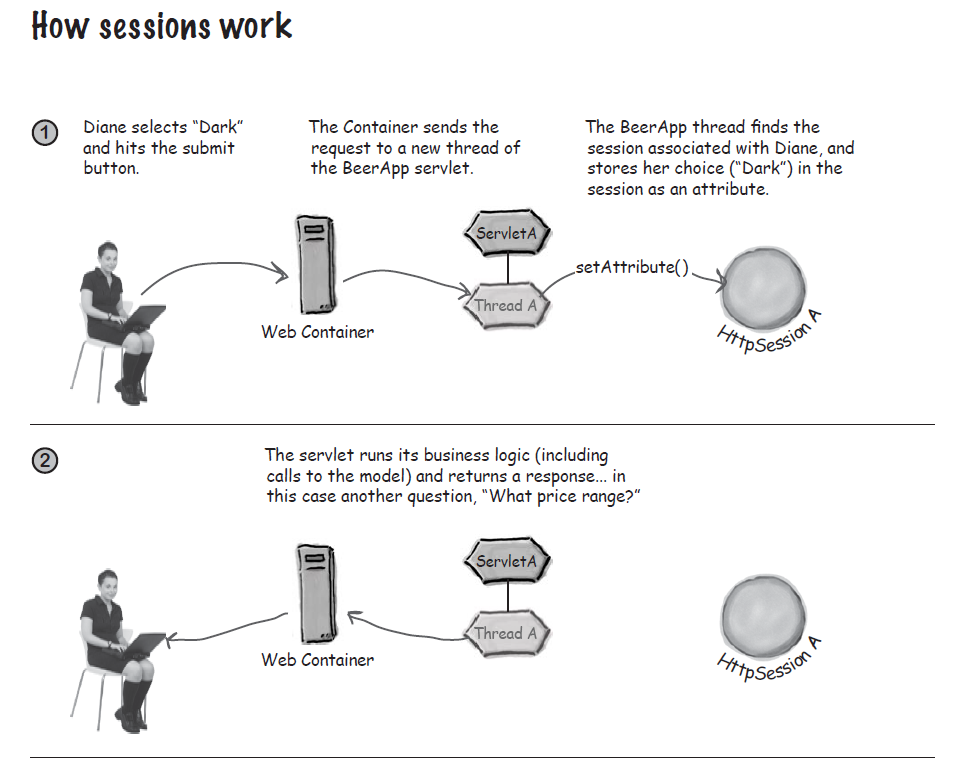 How sessions work
1
Diane selects “Dark”
and hits the submit
button.
The Container sends the
request to a new thread of
the BeerApp servlet.
The BeerApp thread finds the
session associated with Diane, and
stores her choice (“Dark”) in the
session as an attribute.
ServletA
setAttribute()
Thread A
Web Container
HttpSession A
2
The servlet runs its business logic (including
calls to the model) and returns a response... in
this case another question, “What price range?”
ServletA
Thread A
Web Container
HttpSession A